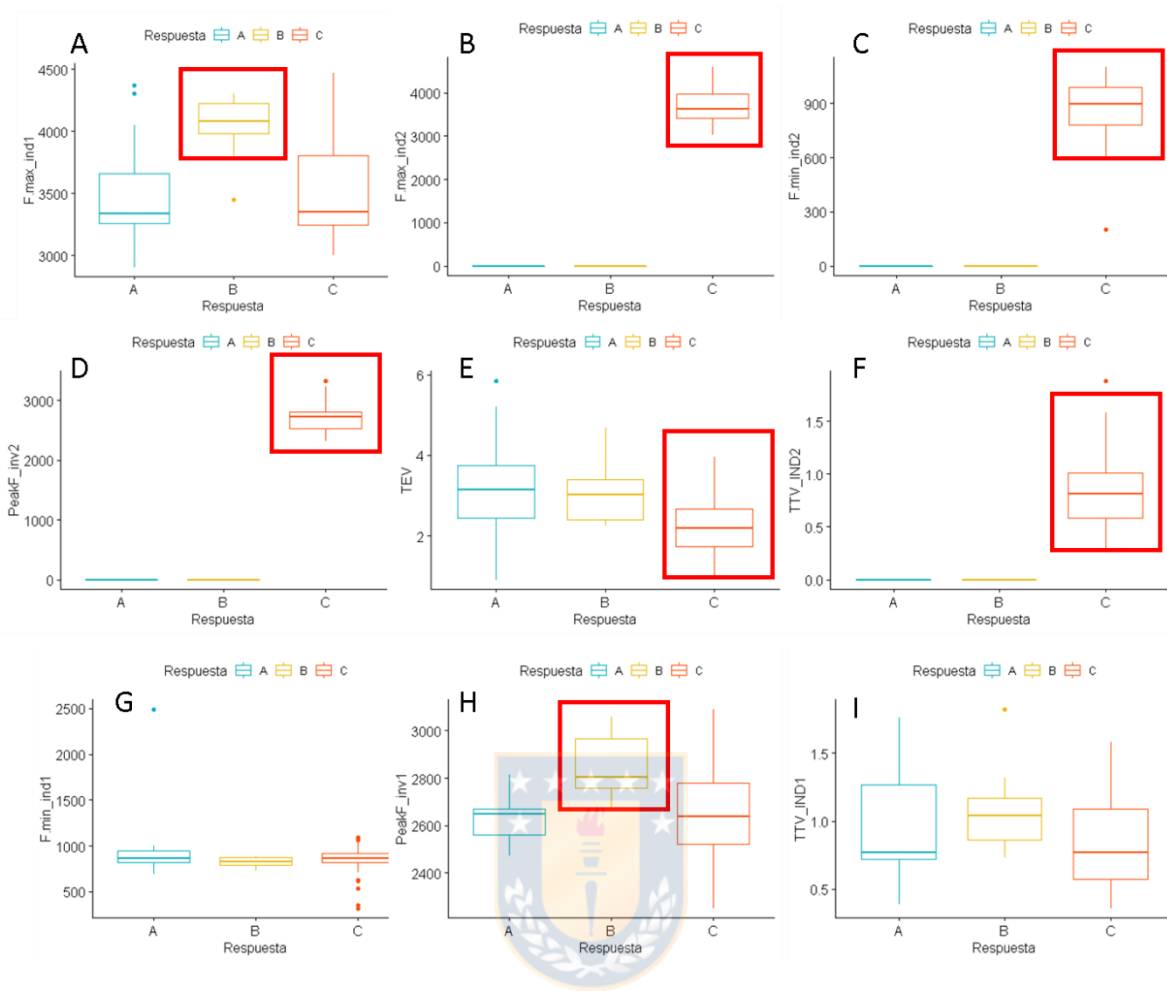 A
Respuesta A B C
F.max_ind1
4500
4000
3500
3000
A B C
Respuesta
B
Respuesta A B C
F.max_ind2
4000
3000
2000
1000
0
A B C
Respuesta
C
Respuesta A B C
F.min_ind2
900
600
300
0
A B C
Respuesta
D
Respuesta A B C
PeakF_inv2
3000
2000
1000
0
A B C
Respuesta
E
Respuesta A B C
TEV
6
4
2
A B C
Respuesta
F
Respuesta A B C
TTV_IND2
1.5
1.0
0.5
0.0
A B C
Respuesta
G
Respuesta A B C
F.min_ind1
2500
2000
1500
1000
500
A B C
Respuesta
H
Respuesta A B C
PeakF_inv1
3000
2800
2600
2400
A B C
Respuesta
I
Respuesta A B C
TTV_IND1
1.5
1.0
0.5
A B C
Respuesta